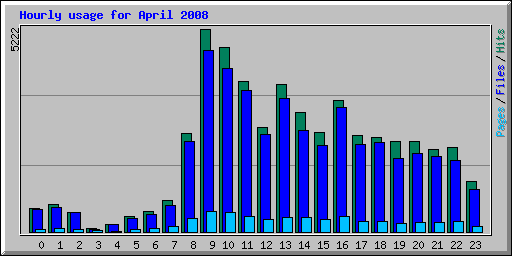 Hourly usage for April 2008
5222
Pages / Files / Hits
0 1 2 3 4 5 6 7 8 9 10 11 12 13 14 15 16 17 18 19 20 21 22 23